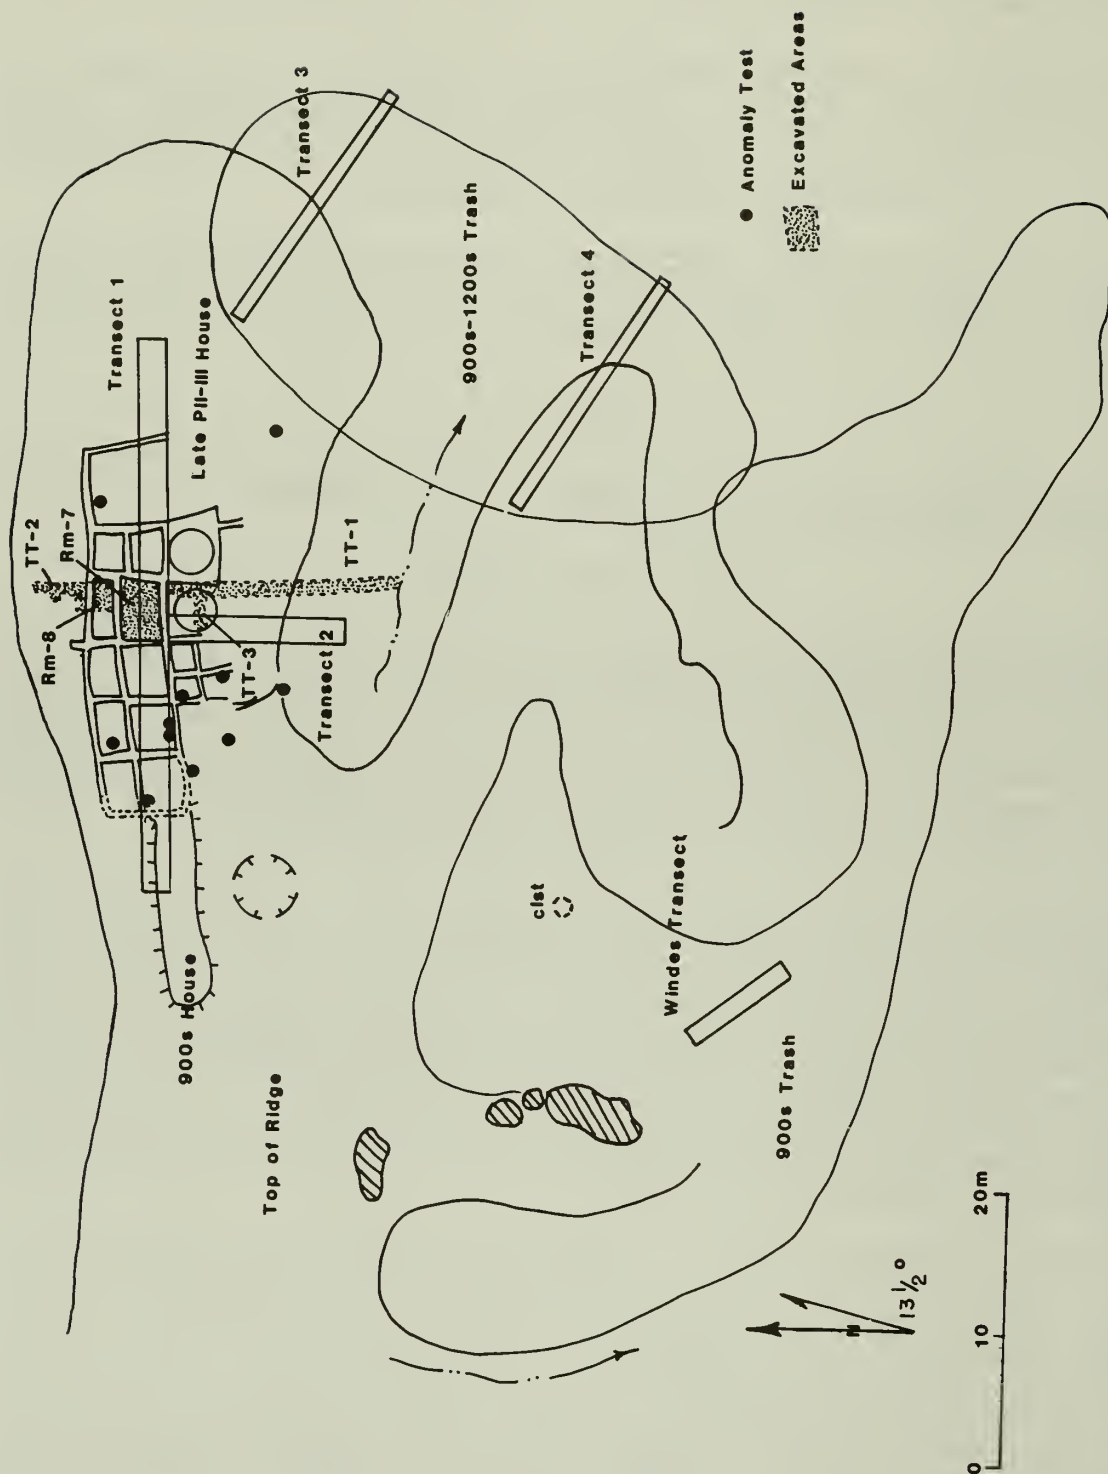 Transect 3
Anomaly Test
Excavated Areas
Transect 1
Late PII-III House
900s-1200s Trash
Transect 4
TT-2
Rm-7
TT-1
Rm-8
TT-3
Transect 2
cist
Windes Transect
900s House
Top of Ridge
900s Trash
N
13 1/2 °
0
10
20m